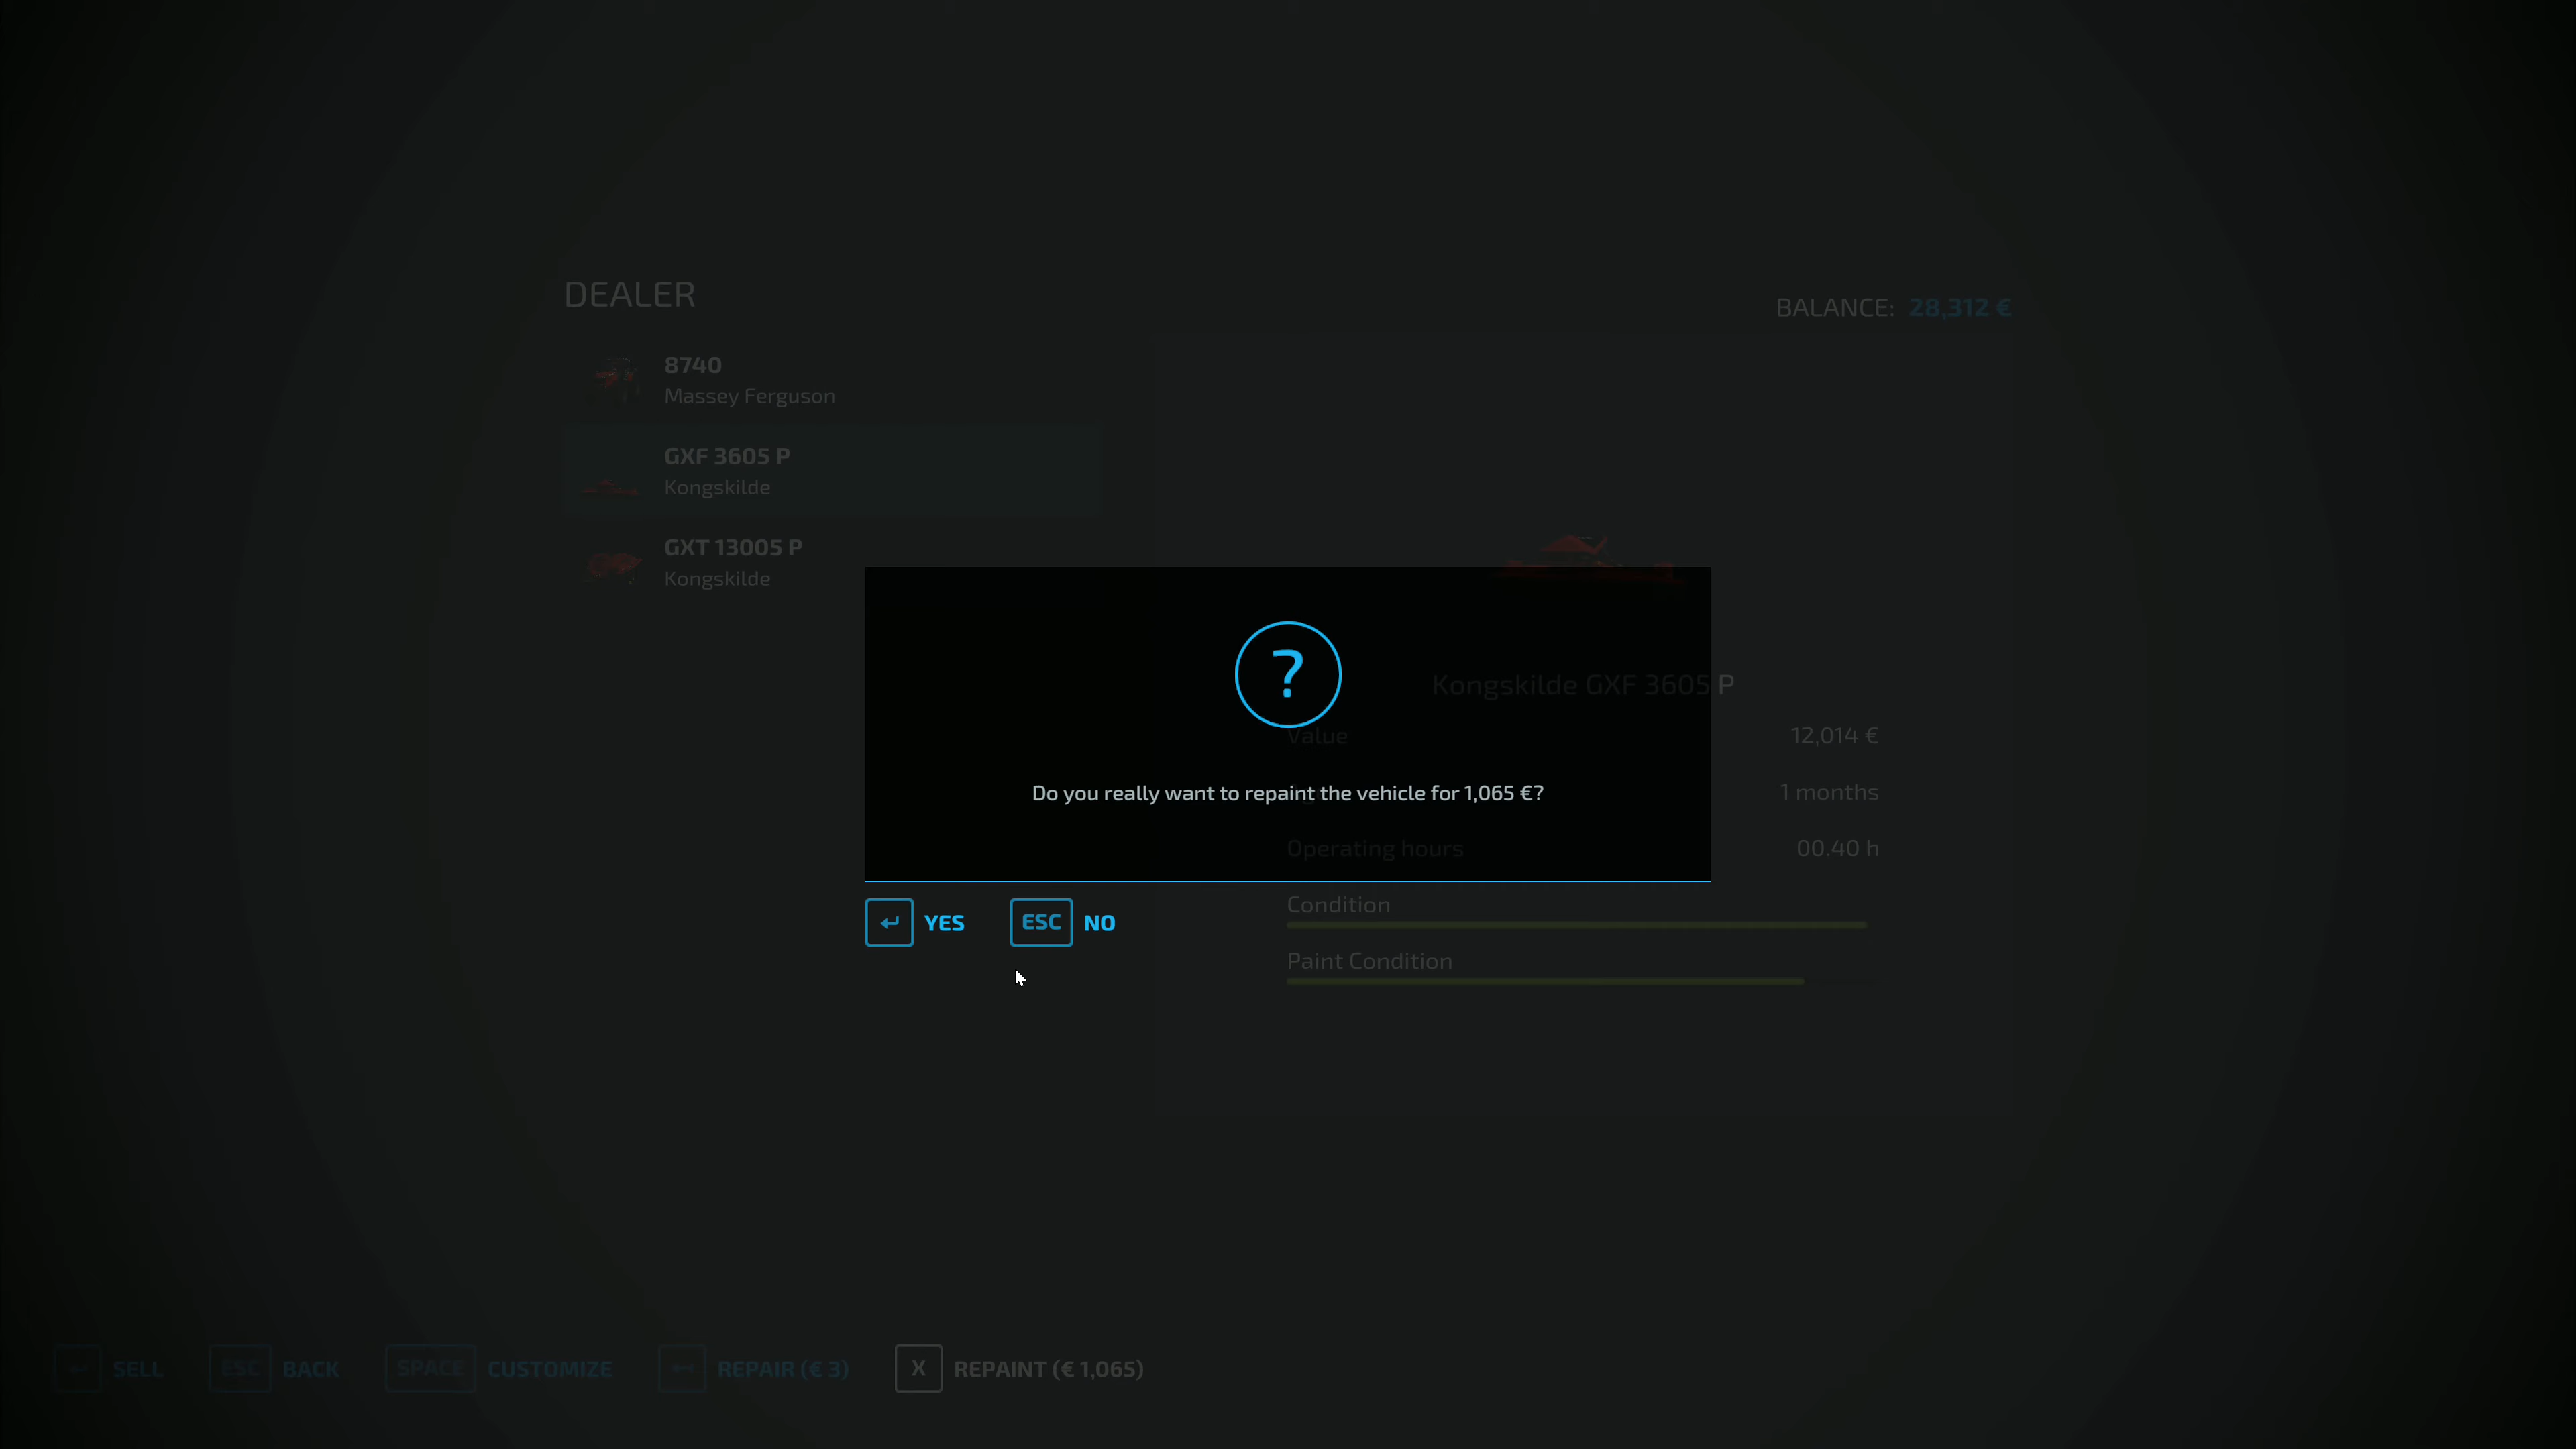 DEALER
BALANCE: 28,312 €
8740
Massey Ferguson
GXF 3605 P
Kongskilde
GXT 13005 P
Kongskilde
?
Kongskilde GXF 3605 P
Value 12,014 €
Do you really want to repaint the vehicle for 1,065 €?
1 months
Operating hours 00.40 h
Condition
YES
ESC NO
Paint Condition
SELL
ESC BACK
SPACE CUSTOMIZE
REPAIR (€ 3)
X REPAINT (€ 1,065)